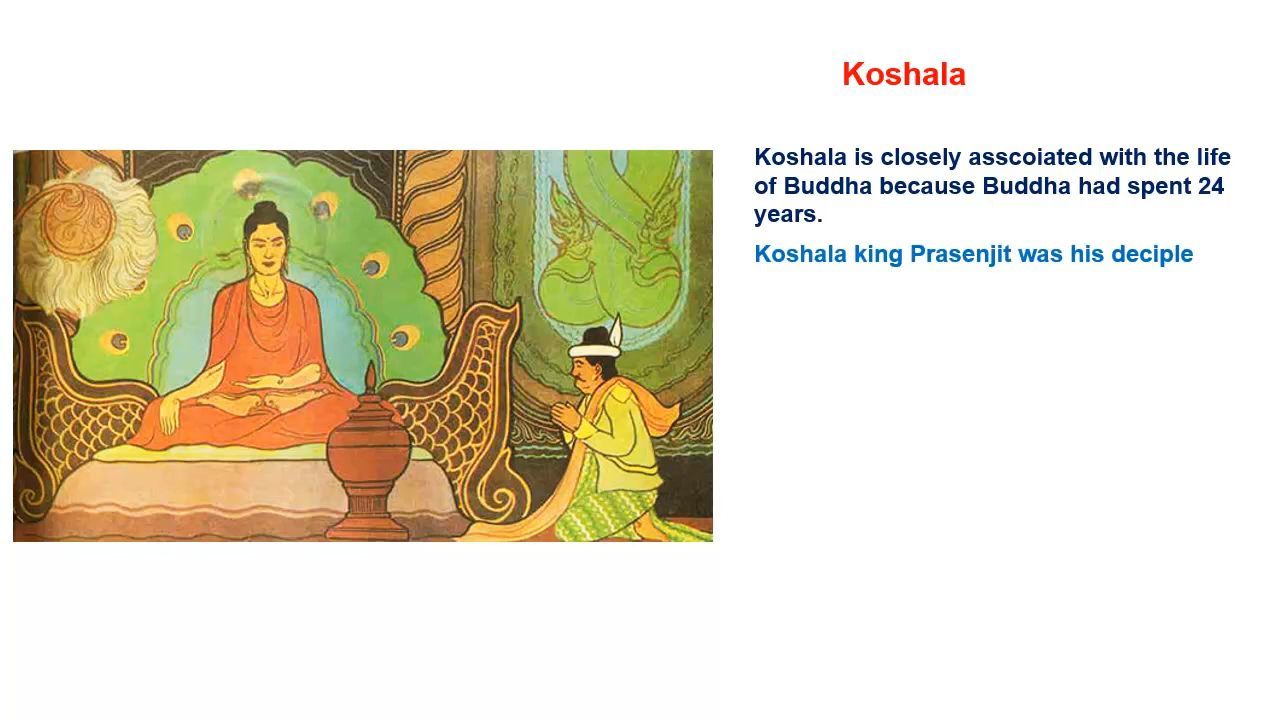 Koshala
Koshala is closely asscoiated with the life
of Buddha because Buddha had spent 24
years.
Koshala king Prasenjit was his deciple